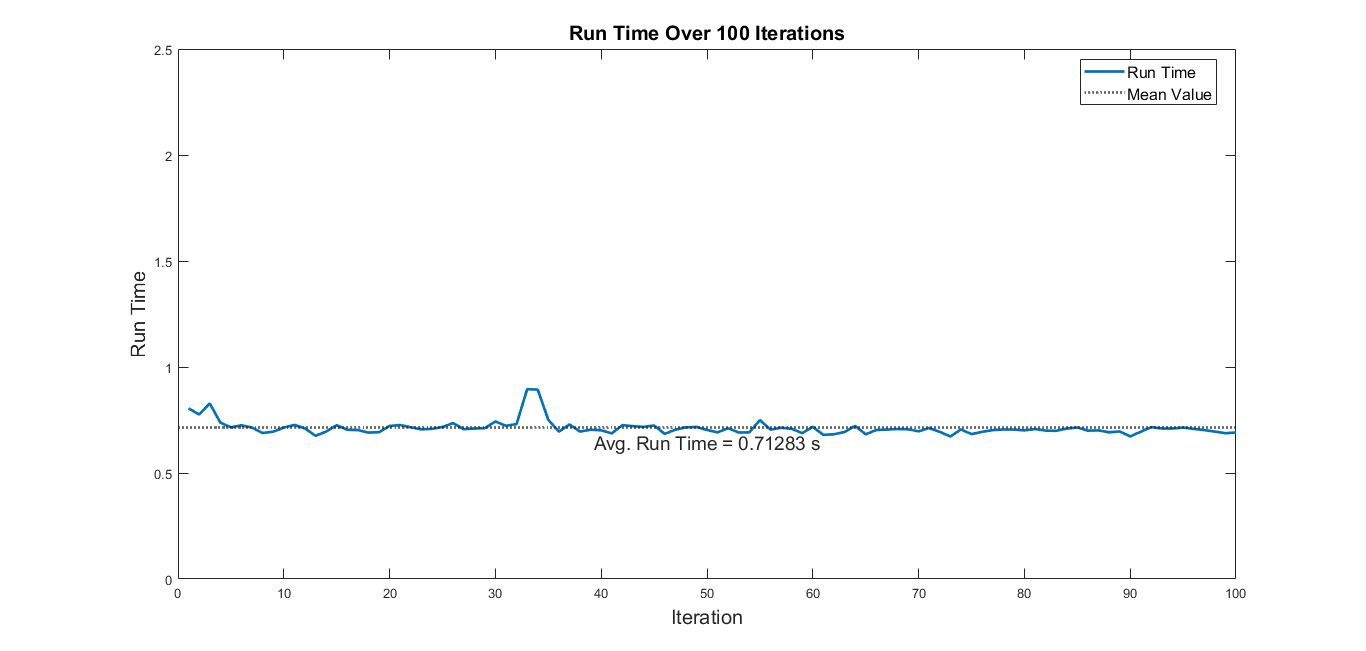 Run Time Over 100 Iterations
2.5
2
1.5
1
0.5
0
Run Time
Run Time
Mean Value
Avg. Run Time = 0.71283 s
0 10 20 30 40 50 60 70 80 90 100
Iteration